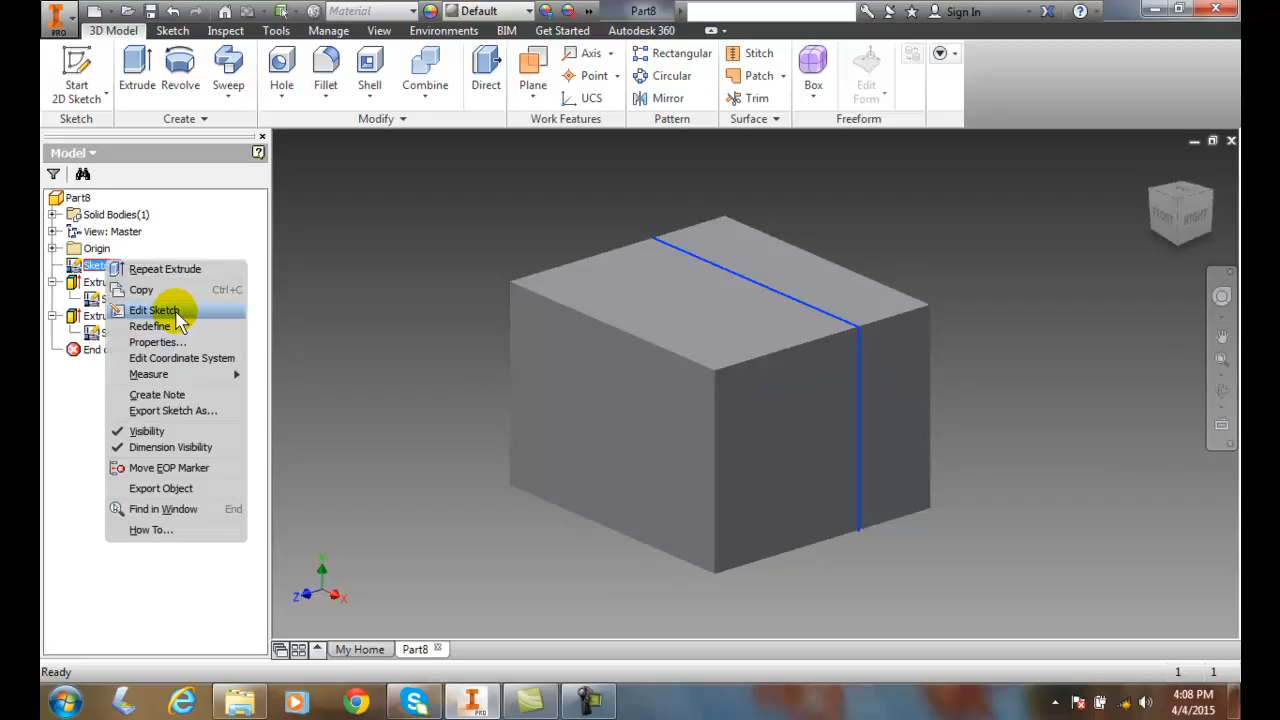 Material Default Part8 Sign In
PRO 3D Model Sketch Inspect Tools Manage View Environments BIM Get Started Autodesk 360
Start
2D Sketch
Extrude Revolve Sweep
Hole Fillet Shell Combine Direct
Plane Axis Point UCS
Rectangular Circular Mirror
Stitch Patch Trim
Box Edit
Form
Sketch Create Modify Work Features Pattern Surface Freeform
Model
Part8
Solid Bodies(1)
View: Master
Origin
Repeat Extrude
Copy Ctrl+C
Edit Sketch
Redefine
Properties...
Edit Coordinate System
Measure
Create Note
Export Sketch As...
Visibility
Dimension Visibility
Move EOP Marker
Export Object
Find in Window End
How To...
FRONT RIGHT
Y
Z X
My Home Part8
Ready 1 1
PRO
4:08 PM
4/4/2015